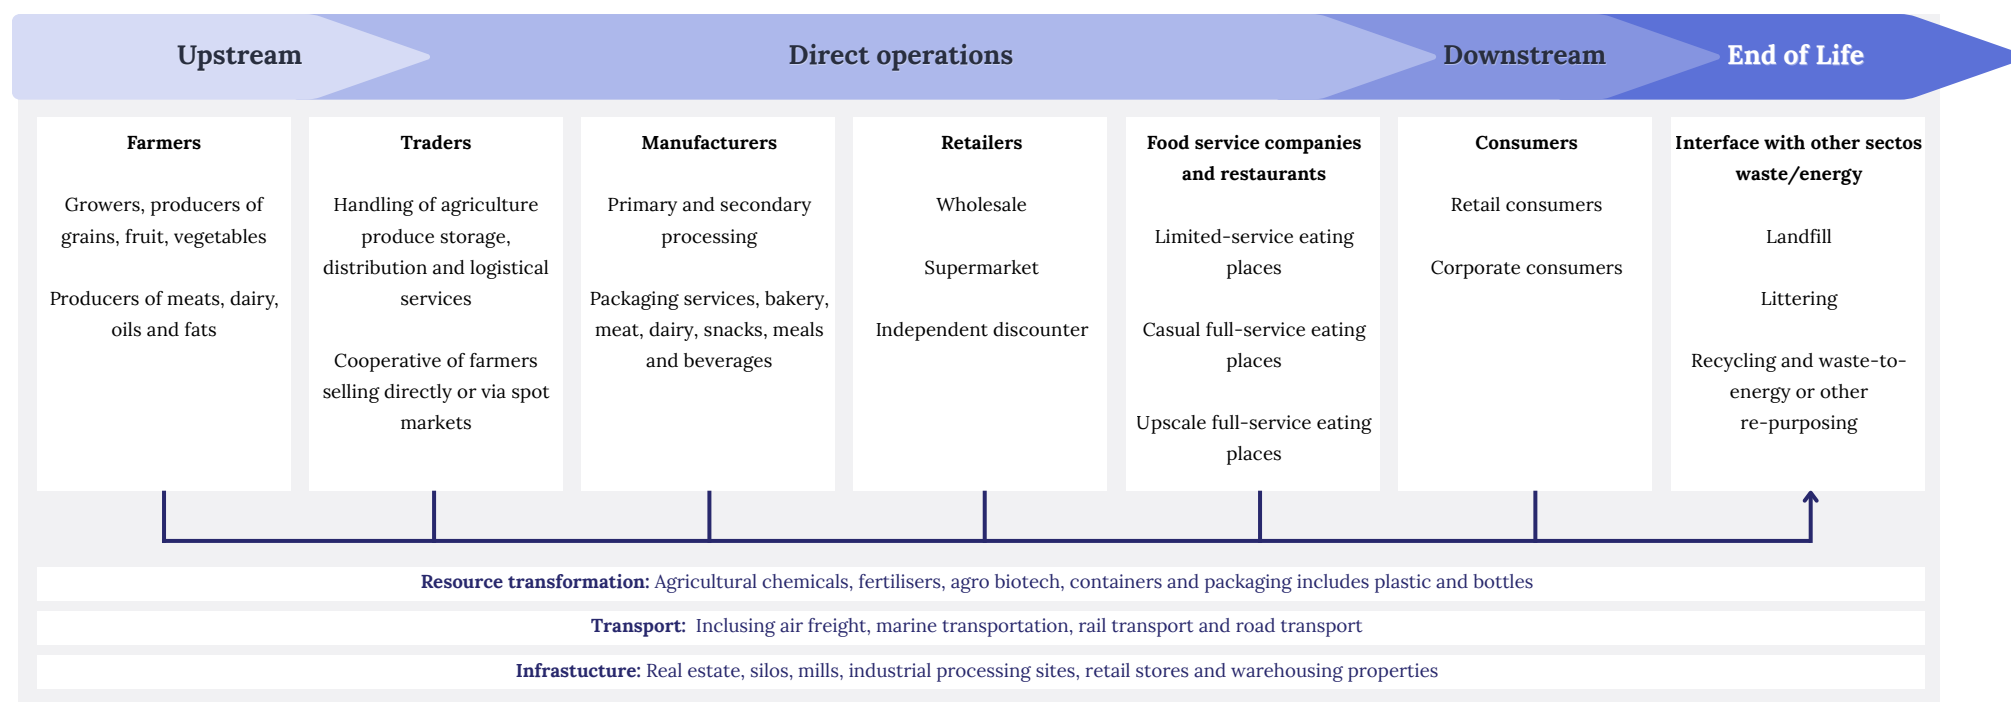 Upstream
Direct operations
Downstream
End of Life
Farmers
Growers, producers of
grains, fruit, vegetables
Producers of meats, dairy,
oils and fats
Traders
Handling of agriculture
produce storage,
distribution and logistical
services
Cooperative of farmers
selling directly or via spot
markets
Manufacturers
Primary and secondary
processing
Packaging services, bakery,
meat, dairy, snacks, meals
and beverages
Retailers
Wholesale
Supermarket
Independent discounter
Food service companies
and restaurants
Limited-service eating
places
Casual full-service eating
places
Upscale full-service eating
places
Consumers
Retail consumers
Corporate consumers
Interface with other sectos
waste/energy
Landfill
Littering
Recycling and waste-to-
energy or other
re-purposing
Resource transformation: Agricultural chemicals, fertilisers, agro biotech, containers and packaging includes plastic and bottles
Transport: Inclusing air freight, marine transportation, rail transport and road transport
Infrastucture: Real estate, silos, mills, industrial processing sites, retail stores and warehousing properties